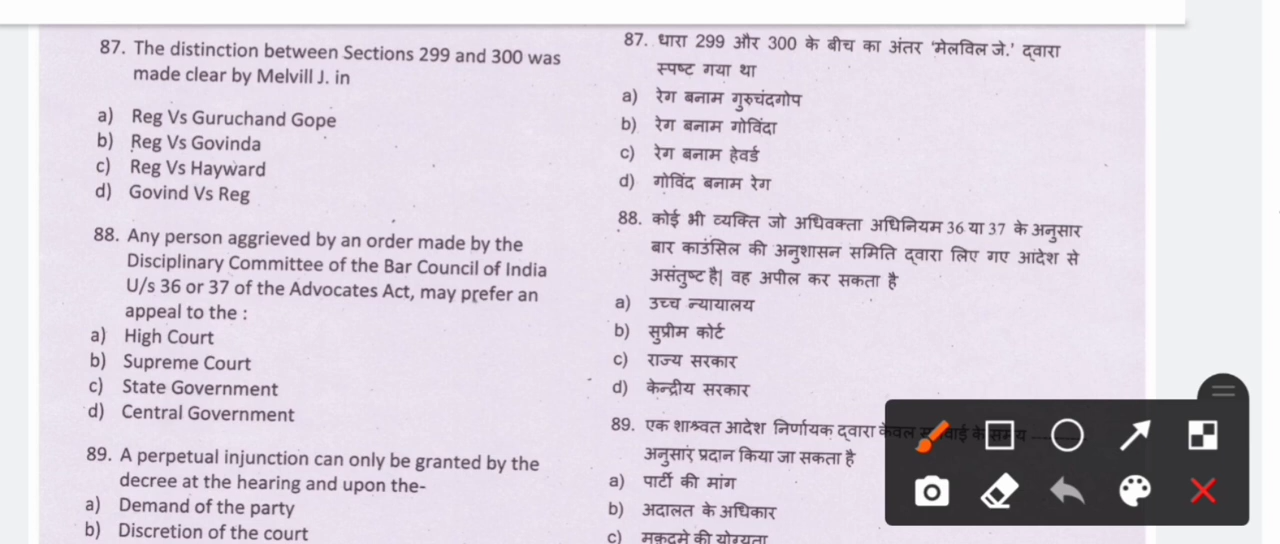 87. The distinction between Sections 299 and 300 was
made clear by Melvill J. in
a) Reg Vs Guruchand Gope
b) Reg Vs Govinda
c) Reg Vs Hayward
d) Govind Vs Reg
88. Any person aggrieved by an order made by the
Disciplinary Committee of the Bar Council of India
U/s 36 or 37 of the Advocates Act, may prefer an
appeal to the :
a) High Court
b) Supreme Court
c) State Government
d) Central Government
89. A perpetual injunction can only be granted by the
decree at the hearing and upon the-
a) Demand of the party
b) Discretion of the court
87. धारा 299 और 300 के बीच का अंतर 'मेलविल जे.' द्वारा
स्पष्ट गया था
a) रेग बनाम गुरुचंदगोप
b) रेग बनाम गोविंदा
c) रेग बनाम हेवर्ड
d) गोविंद बनाम रेग
88. कोई भी व्यक्ति जो अधिवक्ता अधिनियम 36 या 37 के अनुसार
बार काउंसिल की अनुशासन समिति द्वारा लिए गए आदेश से
असंतुष्ट है| वह अपील कर सकता है
a) उच्च न्यायालय
b) सुप्रीम कोर्ट
c) राज्य सरकार
d) केन्द्रीय सरकार
89. एक शाश्र्वत आदेश निर्णायक द्वारा केवल
अनुसार प्रदान किया जा सकता है
a) पार्टी की मांग
b) अदालत के अधिकार
c) मुकदमे की योग्यता